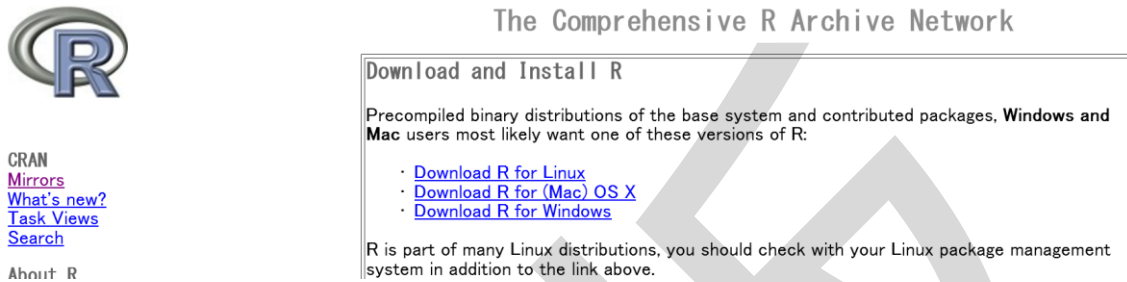 The Comprehensive R Archive Network
R
CRAN
Mirrors
What's new?
Task Views
Search
About R
Download and Install R
Precompiled binary distributions of the base system and contributed packages, Windows and
Mac users most likely want one of these versions of R:
· Download R for Linux
· Download R for (Mac) OS X
· Download R for Windows
R is part of many Linux distributions, you should check with your Linux package management
system in addition to the link above.